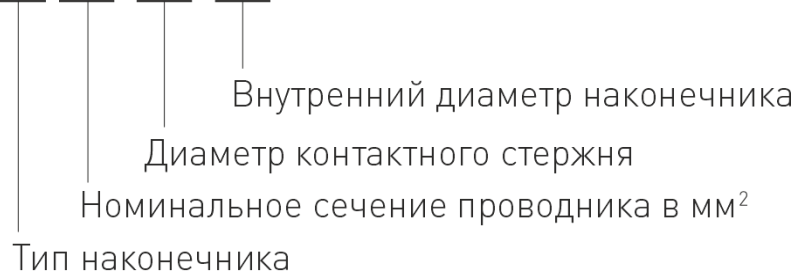 Внутренний диаметр наконечника
Диаметр контактного стержня
Номинальное сечение проводника в мм²
Тип наконечника